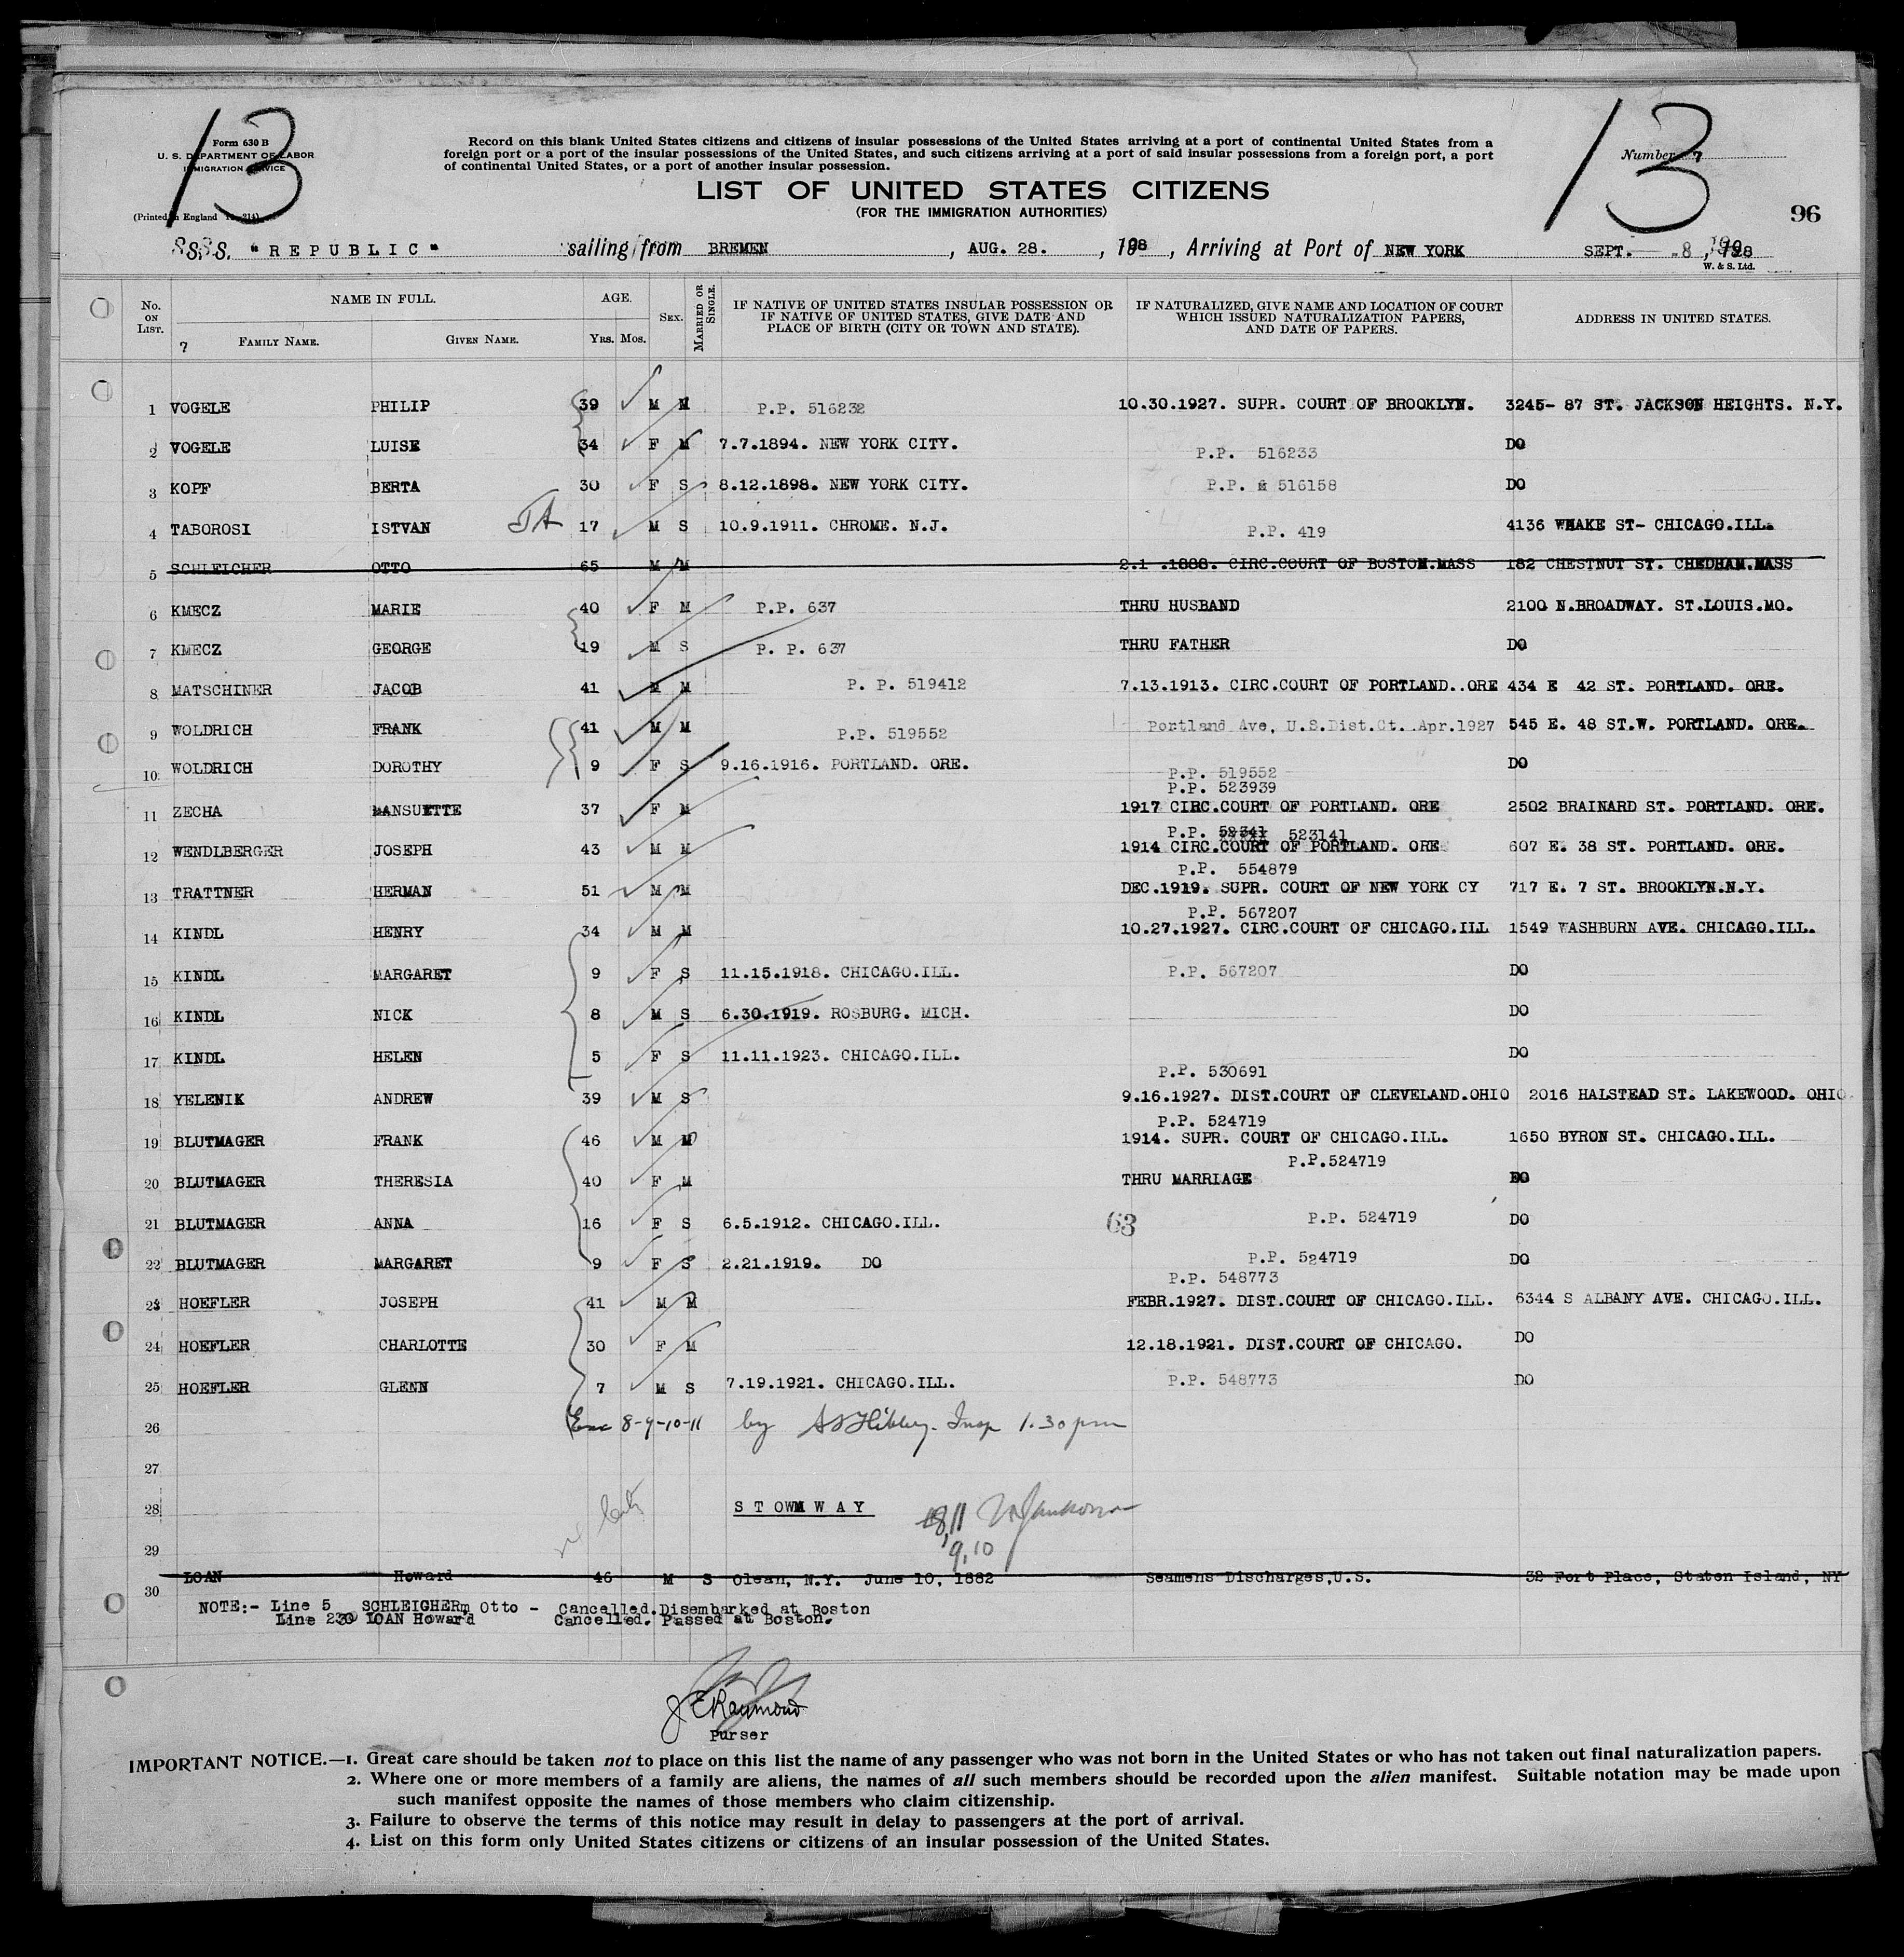 13
13
Form 630 B
U. S. DEPARTMENT OF LABOR
IMMIGRATION SERVICE
(Printed in England
Record on this blank United States citizens and citizens of insular possessions of the United States arriving at a port of continental United States from a
foreign port or a port of the insular possessions of the United States, and such citizens arriving at a port of said insular possessions from a foreign port, a port
of continental United States, or a port of another insular possession.
Number 7
LIST OF UNITED STATES CITIZENS
(FOR THE IMMIGRATION AUTHORITIES)
96
S.S. "REPUBLIC" sailing from BREMEN, AUG. 28., 1928, Arriving at Port of NEW YORK SEPT. 8, 1928
W. & S. Ltd.
No. ON LIST. NAME IN FULL. AGE. SEX. MARRIED OR SINGLE. IF NATIVE OF UNITED STATES INSULAR POSSESSION OR IF NATIVE OF UNITED STATES, GIVE DATE AND PLACE OF BIRTH (CITY OR TOWN AND STATE). IF NATURALIZED, GIVE NAME AND LOCATION OF COURT WHICH ISSUED NATURALIZATION PAPERS, AND DATE OF PAPERS. ADDRESS IN UNITED STATES.
7 FAMILY NAME. GIVEN NAME. YRS. MOS.
1 VOGELE PHILIP 39 M M P.P. 516232 10.30.1927. SUPR. COURT OF BROOKLYN. 3245- 87 ST. JACKSON HEIGHTS. N.Y.
2 VOGELE LUISE 34 F M 7.7.1894. NEW YORK CITY. P.P. 516233 DO
3 KOPF BERTA 30 F S 8.12.1898. NEW YORK CITY. P.P. 516158 DO
4 TABOROSI ISTVAN 17 M S 10.9.1911. CHROME. N.J. P.P. 419 4136 WHAKE ST- CHICAGO.ILL.
5 SCHLEICHER OTTO 65 M M 2.1 .1888. CIRC.COURT OF BOSTON.MASS 182 CHESTNUT ST. CHEDHAM.MASS
6 KMECZ MARIE 40 F M P.P. 637 THRU HUSBAND 2100 N.BROADWAY. ST.LOUIS.MO.
7 KMECZ GEORGE 19 M S P. P. 637 THRU FATHER DO
8 MATSCHINER JACOB 41 M M P. P. 519412 7.13.1913. CIRC.COURT OF PORTLAND..ORE 434 E 42 ST. PORTLAND. ORE.
9 WOLDRICH FRANK 41 M M P.P. 519552 Portland Ave, U.S.Dist.Ct. Apr.1927 545 E. 48 ST.W. PORTLAND. ORE.
10 WOLDRICH DOROTHY 9 F S 9.16.1916. PORTLAND. ORE. P.P. 519552 DO
P.P. 523939
11 ZECHA MANSUETTE 37 F M 1917 CIRC.COURT OF PORTLAND. ORE 2502 BRAINARD ST. PORTLAND. ORE.
P.P. 52341 523141
12 WENDLBERGER JOSEPH 43 M M 1914 CIRC.COURT OF PORTLAND. ORE 607 E. 38 ST. PORTLAND. ORE.
P.P. 554879
13 TRATTNER HERMAN 51 M M DEC.1919. SUPR. COURT OF NEW YORK CY 717 E. 7 ST. BROOKLYN.N.Y.
P.P. 567207
14 KINDL HENRY 34 M M 10.27.1927. CIRC.COURT OF CHICAGO.ILL 1549 WASHBURN AVE. CHICAGO.ILL.
15 KINDL MARGARET 9 F S 11.15.1918. CHICAGO.ILL. P.P. 567207 DO
16 KINDL NICK 8 M S 6.30.1919. ROSBURG. MICH. DO
17 KINDL HELEN 5 F S 11.11.1923. CHICAGO.ILL. DO
P.P. 530691
18 YELENIK ANDREW 39 M S 9.16.1927. DIST.COURT OF CLEVELAND.OHIO 2016 HALSTEAD ST. LAKEWOOD. OHIO
P.P. 524719
19 BLUTMAGER FRANK 46 M M 1914. SUPR. COURT OF CHICAGO.ILL. 1650 BYRON ST. CHICAGO.ILL.
P.P.524719
20 BLUTMAGER THERESIA 40 F M THRU MARRIAGE DO
21 BLUTMAGER ANNA 16 F S 6.5.1912. CHICAGO.ILL. 63 P.P. 524719 DO
22 BLUTMAGER MARGARET 9 F S 2.21.1919. DO P.P. 524719 DO
P.P. 548773
23 HOEFLER JOSEPH 41 M M FEBR.1927. DIST.COURT OF CHICAGO.ILL. 6344 S ALBANY AVE. CHICAGO.ILL.
24 HOEFLER CHARLOTTE 30 F M 12.18.1921. DIST.COURT OF CHICAGO. DO
25 HOEFLER GLENN 7 M S 7.19.1921. CHICAGO.ILL. P.P. 548773 DO
26 8-9-10-11 by Insp 1.30 pm
27
28 STOWAWAY 8,11
29 9,10
30 LOAN Howard 46 M S Olean, N.Y. June 10, 1882 Seamens Discharges,U.S. 32 Fort Place, Staten Island, NY
NOTE:- Line 5 SCHLEIGHER Otto - Cancelled.Disembarked at Boston
Line 30 LOAN Howard Cancelled. Passed at Boston.
J E Raymond
Purser
IMPORTANT NOTICE.—1. Great care should be taken not to place on this list the name of any passenger who was not born in the United States or who has not taken out final naturalization papers.
2. Where one or more members of a family are aliens, the names of all such members should be recorded upon the alien manifest. Suitable notation may be made upon
such manifest opposite the names of those members who claim citizenship.
3. Failure to observe the terms of this notice may result in delay to passengers at the port of arrival.
4. List on this form only United States citizens or citizens of an insular possession of the United States.